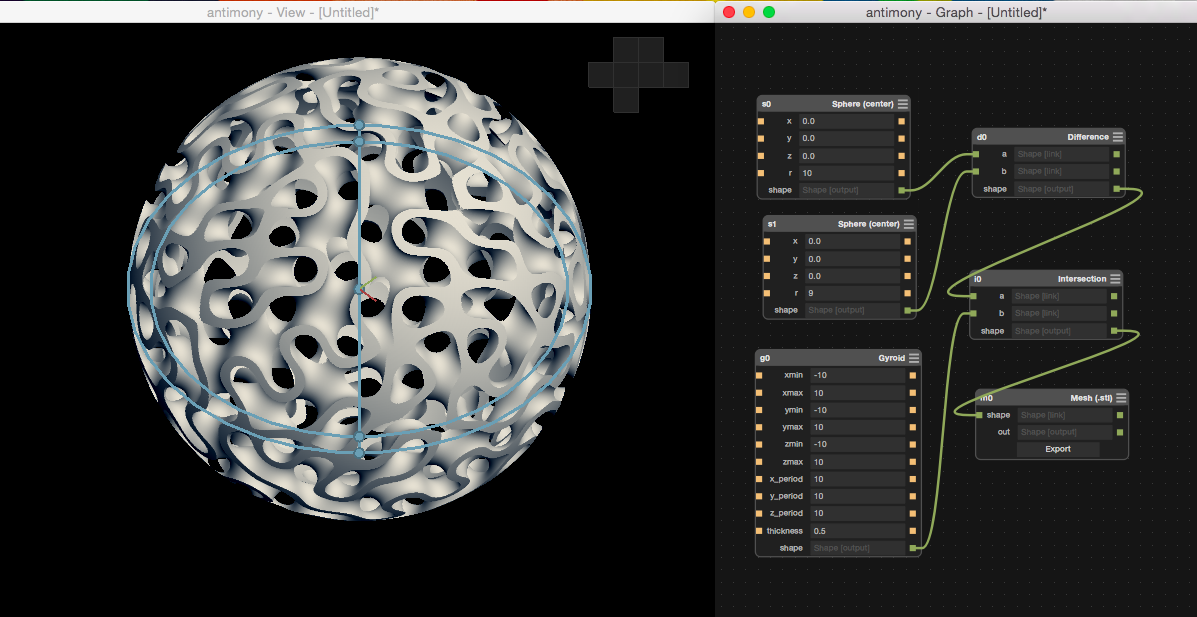 antimony - View - [Untitled]*
antimony - Graph - [Untitled]*
s0 Sphere (center)
x 0.0
y 0.0
z 0.0
r 10
shape Shape [output]
s1 Sphere (center)
x 0.0
y 0.0
z 0.0
r 9
shape Shape [output]
g0 Gyroid
xmin -10
xmax 10
ymin -10
ymax 10
zmin -10
zmax 10
x_period 10
y_period 10
z_period 10
thickness 0.5
shape Shape [output]
d0 Difference
a Shape [link]
b Shape [link]
shape Shape [output]
i0 Intersection
a Shape [link]
b Shape [link]
shape Shape [output]
m0 Mesh (.stl)
shape Shape [link]
out Shape [output]
Export